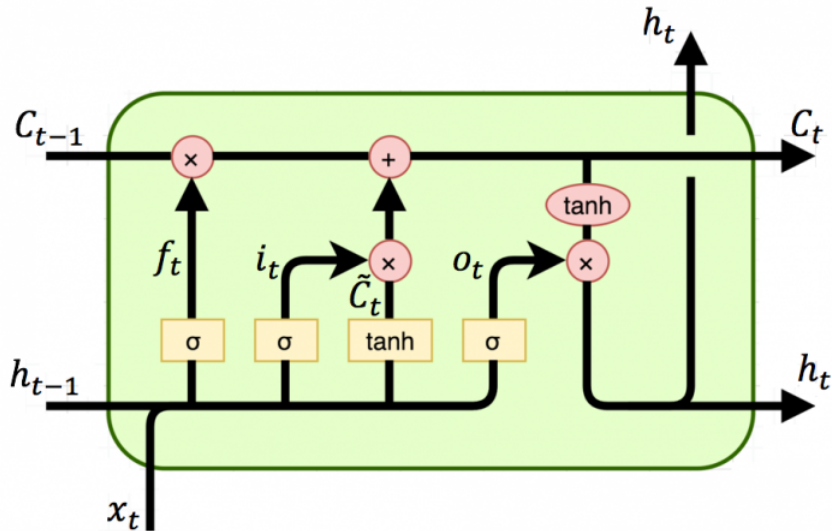 h_t
C_{t-1}
C_t
×
+
tanh
f_t
i_t
×
o_t
×
C̃_t
σ
σ
tanh
σ
h_{t-1}
h_t
x_t